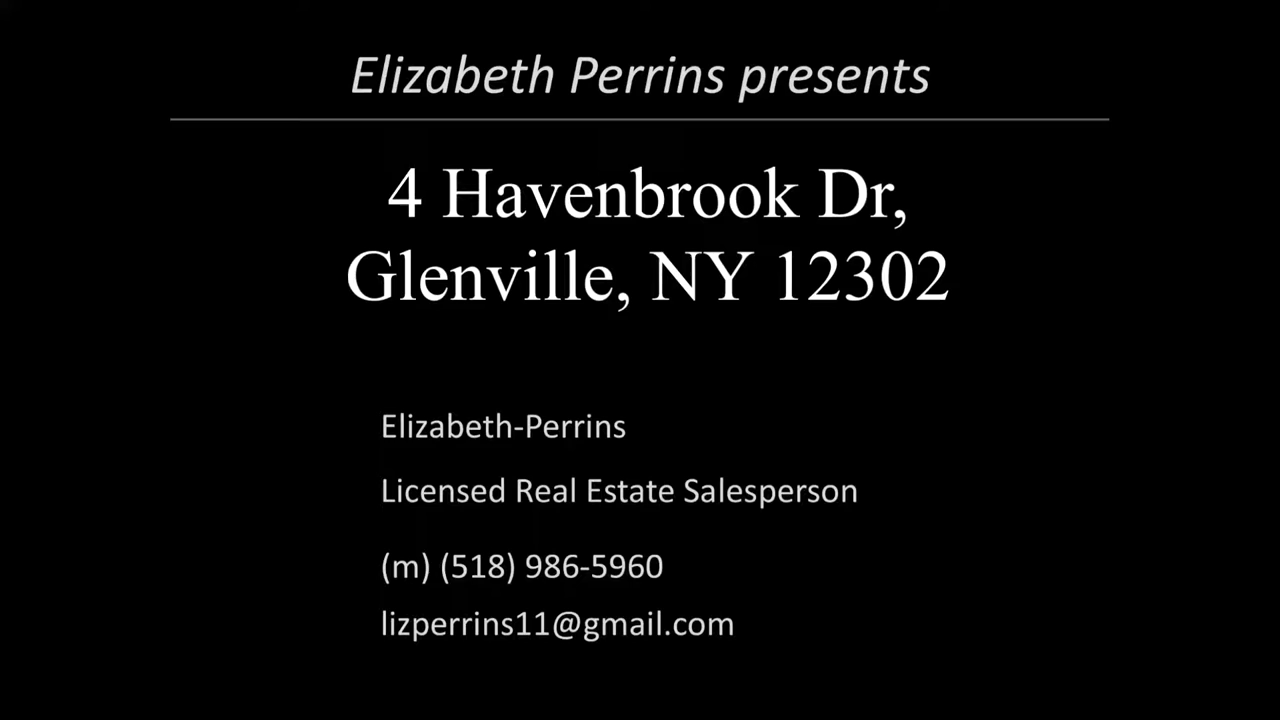 Elizabeth Perrins presents
4 Havenbrook Dr,
Glenville, NY 12302
Elizabeth-Perrins
Licensed Real Estate Salesperson
(m) (518) 986-5960
lizperrins11@gmail.com